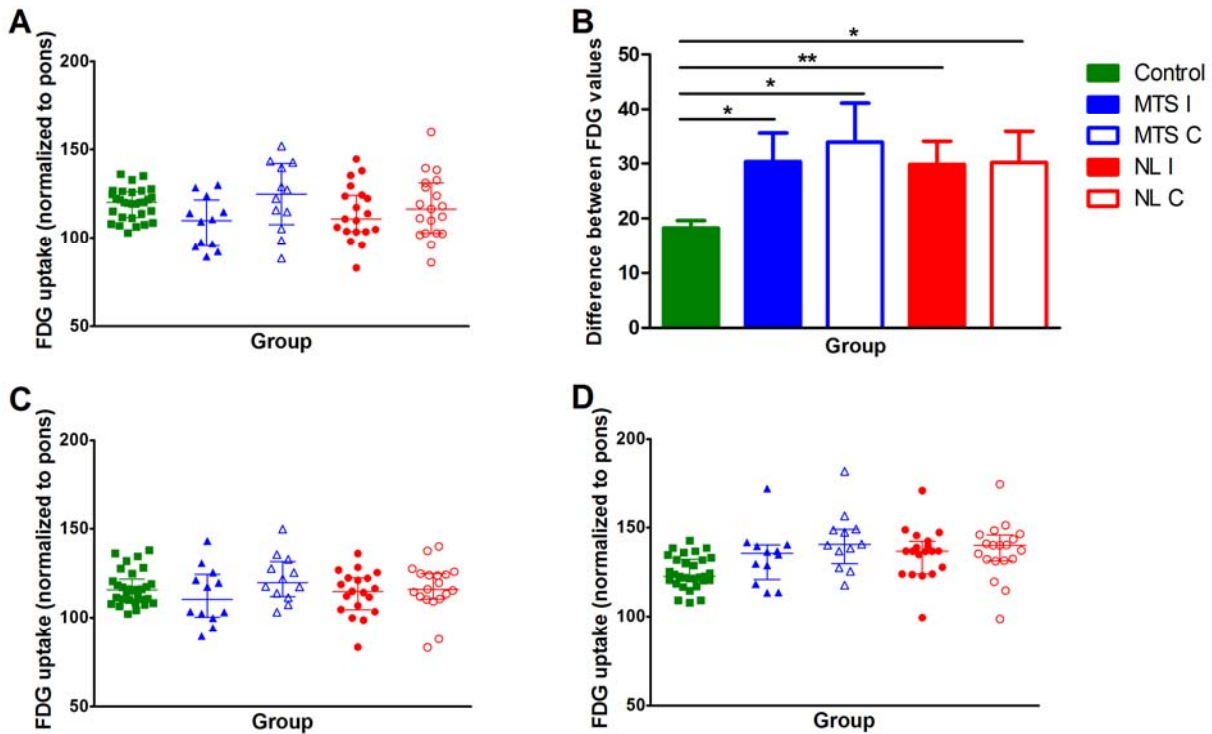 A
FDG uptake (normalized to pons)
200
150
100
50
Group
B
Difference between FDG values
50
40
30
20
10
0
*
**
*
*
Group
Control
MTS I
MTS C
NL I
NL C
C
FDG uptake (normalized to pons)
200
150
100
50
Group
D
FDG uptake (normalized to pons)
200
150
100
50
Group